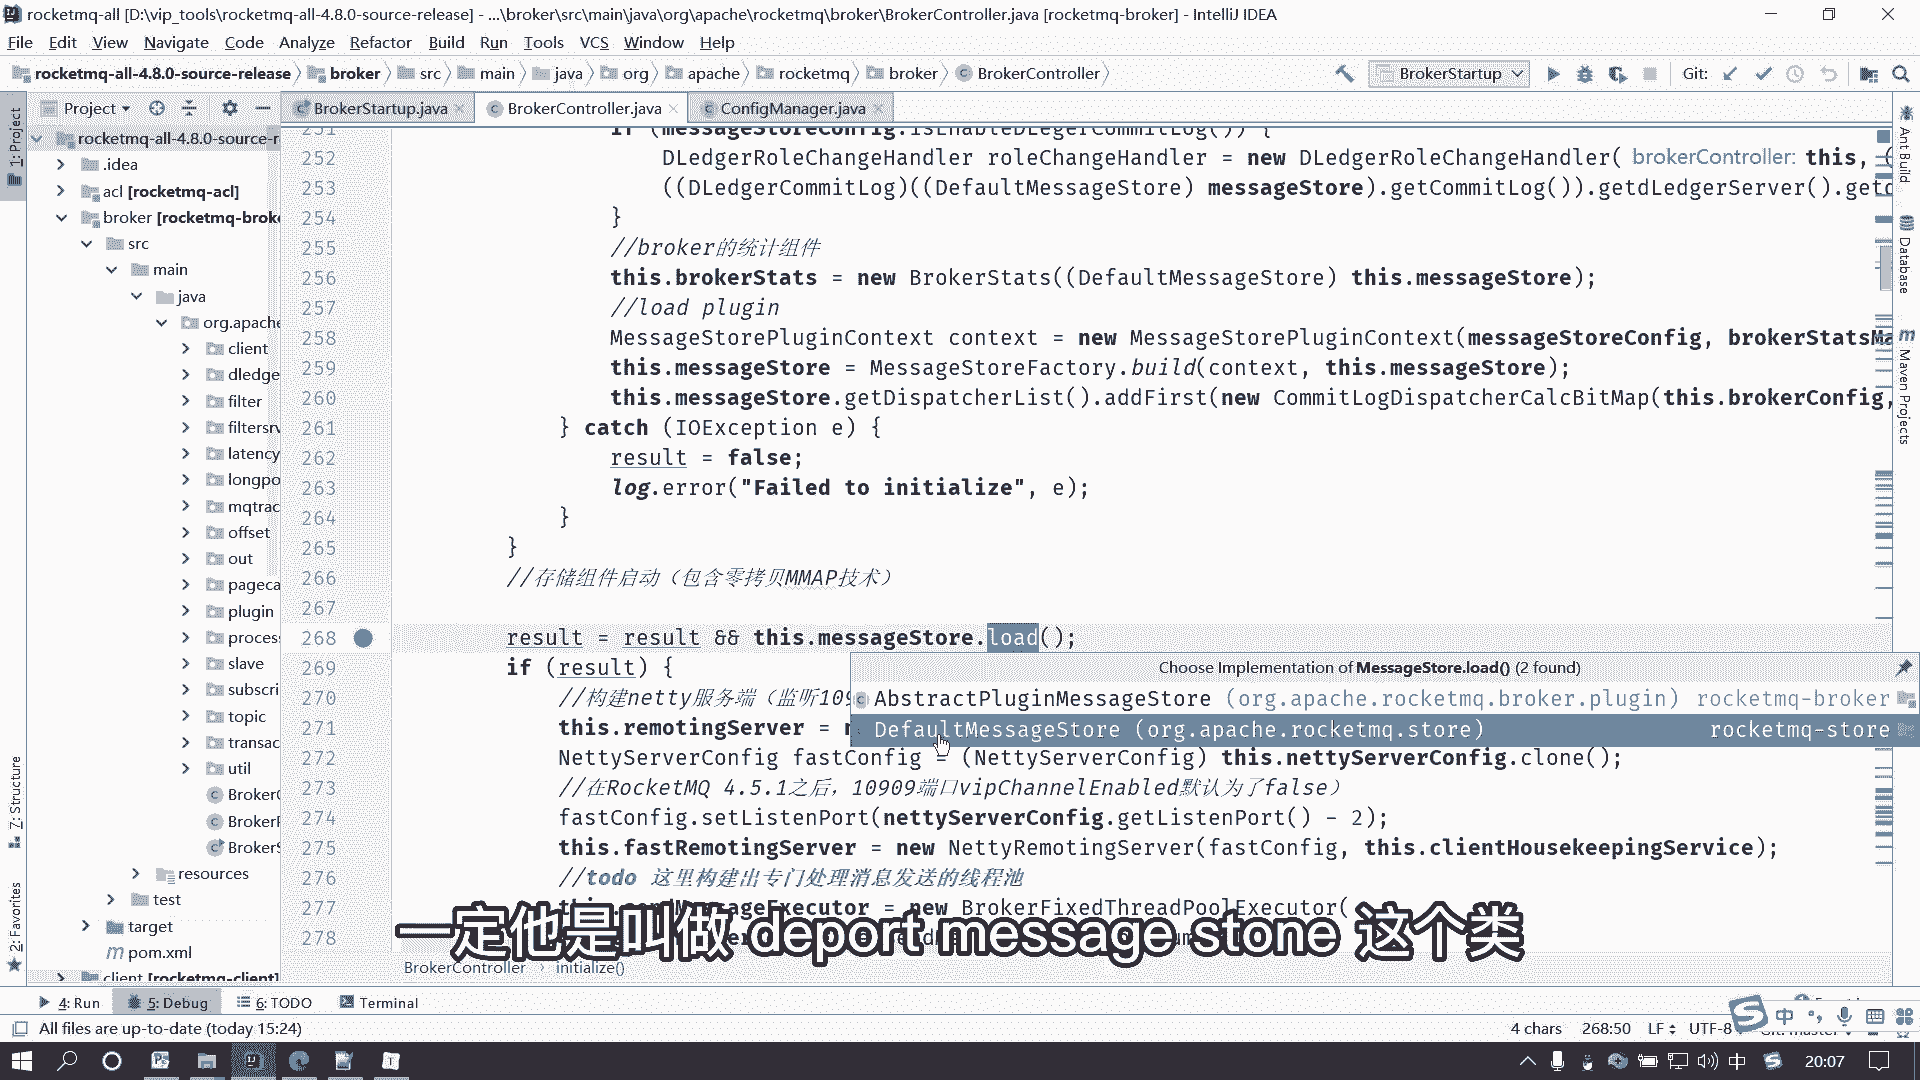 rocketmq-all [D:\vip_tools\rocketmq-all-4.8.0-source-release] - ...\broker\src\main\java\org\apache\rocketmq\broker\BrokerController.java [rocketmq-broker] - IntelliJ IDEA
File Edit View Navigate Code Analyze Refactor Build Run Tools VCS Window Help
rocketmq-all-4.8.0-source-release broker src main java org apache rocketmq broker BrokerController BrokerStartup Git:
Project BrokerStartup.java BrokerController.java ConfigManager.java
1: Project
7: Structure
2: Favorites
rocketmq-all-4.8.0-source-r
.idea
acl [rocketmq-acl]
broker [rocketmq-brok
src
main
java
org.apache
client
dledge
filter
filtersrv
latency
longpo
mqtrac
offset
out
pageca
plugin
process
slave
subscri
topic
transac
util
Broker
Broker
Broker
resources
test
target
pom.xml
client [rocketmq-client]
251 if (messageStoreConfig.isEnableDLegerCommitLog()) {
252 DLedgerRoleChangeHandler roleChangeHandler = new DLedgerRoleChangeHandler( brokerController: this, (
253 ((DLedgerCommitLog)((DefaultMessageStore) messageStore).getCommitLog()).getdLedgerServer().getd
254 }
255 //broker的统计组件
256 this.brokerStats = new BrokerStats((DefaultMessageStore) this.messageStore);
257 //load plugin
258 MessageStorePluginContext context = new MessageStorePluginContext(messageStoreConfig, brokerStatsMa
259 this.messageStore = MessageStoreFactory.build(context, this.messageStore);
260 this.messageStore.getDispatcherList().addFirst(new CommitLogDispatcherCalcBitMap(this.brokerConfig,
261 } catch (IOException e) {
262 result = false;
263 log.error("Failed to initialize", e);
264 }
265 }
266 //存储组件启动（包含零拷贝MMAP技术）
267
268 result = result && this.messageStore.load();
269 if (result) {
270 //构建netty服务端（监听109
271 this.remotingServer = n
272 NettyServerConfig fastConfig = (NettyServerConfig) this.nettyServerConfig.clone();
273 //在RocketMQ 4.5.1之后，10909端口vipChannelEnabled默认为了false）
274 fastConfig.setListenPort(nettyServerConfig.getListenPort() - 2);
275 this.fastRemotingServer = new NettyRemotingServer(fastConfig, this.clientHousekeepingService);
276 //todo 这里构建出专门处理消息发送的线程池
277 this.sendMessageExecutor = new BrokerFixedThreadPoolExecutor(
278
Choose Implementation of MessageStore.load() (2 found)
AbstractPluginMessageStore (org.apache.rocketmq.broker.plugin) rocketmq-broker
DefaultMessageStore (org.apache.rocketmq.store) rocketmq-store
一定他是叫做 deport message stone 这个类
BrokerController initialize()
Ant Build
Database
Maven Projects
4: Run 5: Debug 6: TODO Terminal
All files are up-to-date (today 15:24) 4 chars 268:50 LF UTF-8 Git: master
中
中 20:07